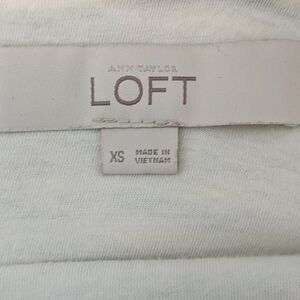 ANN TAYLOR
LOFT
XS
MADE IN
VIETNAM